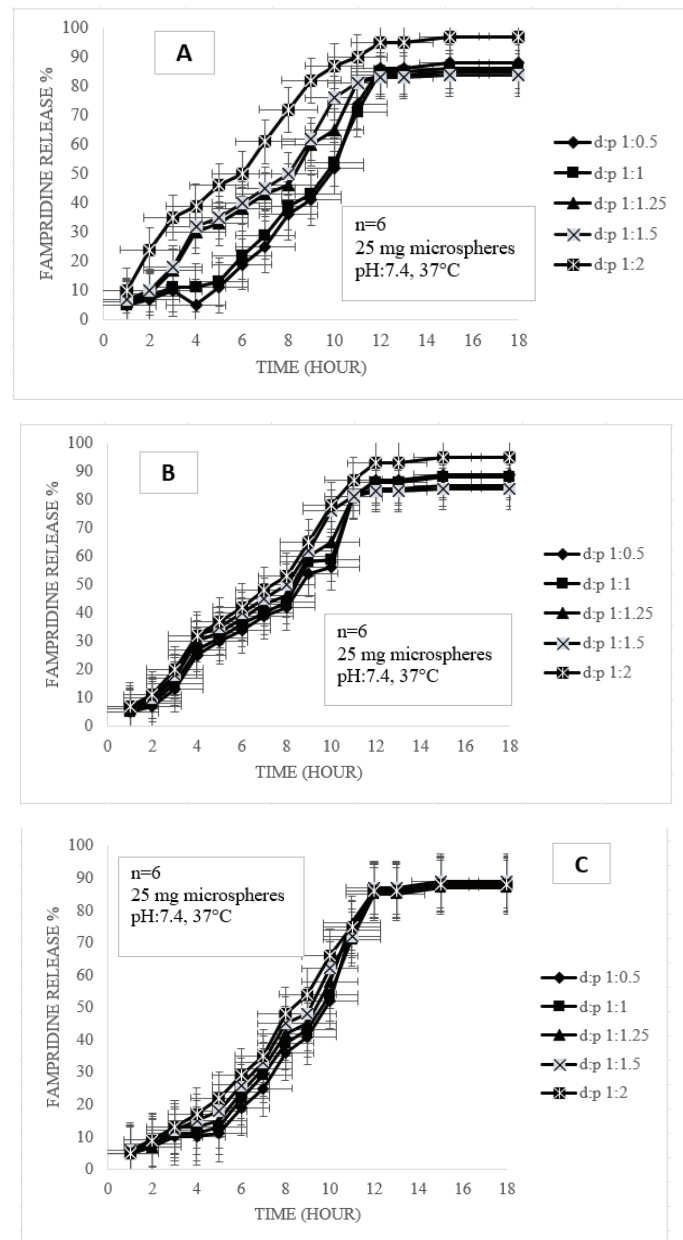 A
100
90
80
70
60
50
40
30
20
10
0
FAMPRIDINE RELEASE %
0 2 4 6 8 10 12 14 16 18
TIME (HOUR)
n=6
25 mg microspheres
pH:7.4, 37°C
d:p 1:0.5
d:p 1:1
d:p 1:1.25
d:p 1:1.5
d:p 1:2
B
100
90
80
70
60
50
40
30
20
10
0
FAMPRIDINE RELEASE %
0 2 4 6 8 10 12 14 16 18
TIME (HOUR)
n=6
25 mg microspheres
pH:7.4, 37°C
d:p 1:0.5
d:p 1:1
d:p 1:1.25
d:p 1:1.5
d:p 1:2
C
100
90
80
70
60
50
40
30
20
10
0
FAMPRIDINE RELEASE %
0 2 4 6 8 10 12 14 16 18
TIME (HOUR)
n=6
25 mg microspheres
pH:7.4, 37°C
d:p 1:0.5
d:p 1:1
d:p 1:1.25
d:p 1:1.5
d:p 1:2